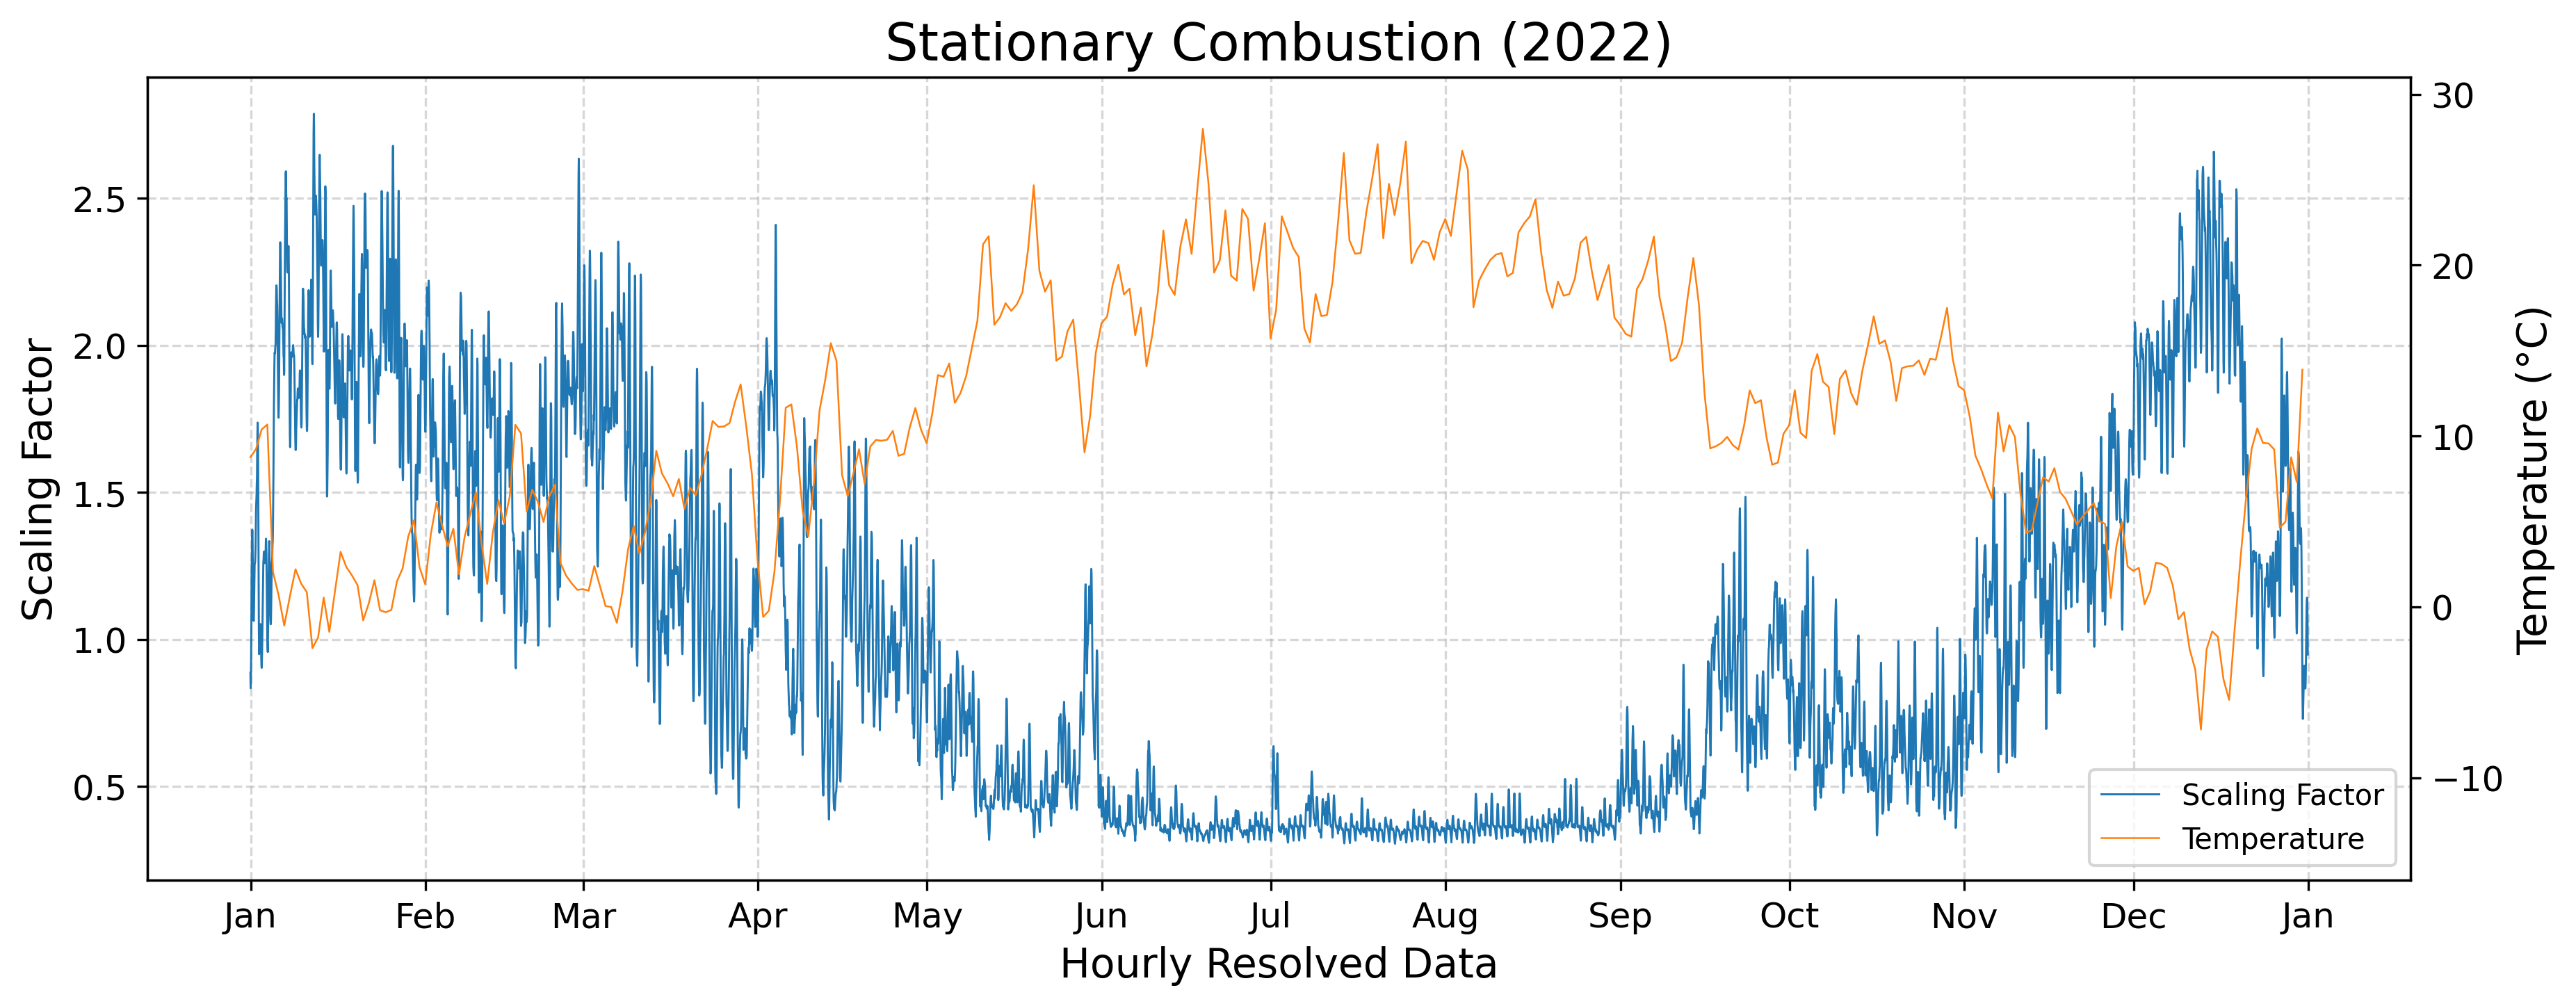 Stationary Combustion (2022)
Scaling Factor
2.5
2.0
1.5
1.0
0.5
30
20
10
0
−10
Temperature (°C)
Scaling Factor
Temperature
Jan Feb Mar Apr May Jun Jul Aug Sep Oct Nov Dec Jan
Hourly Resolved Data